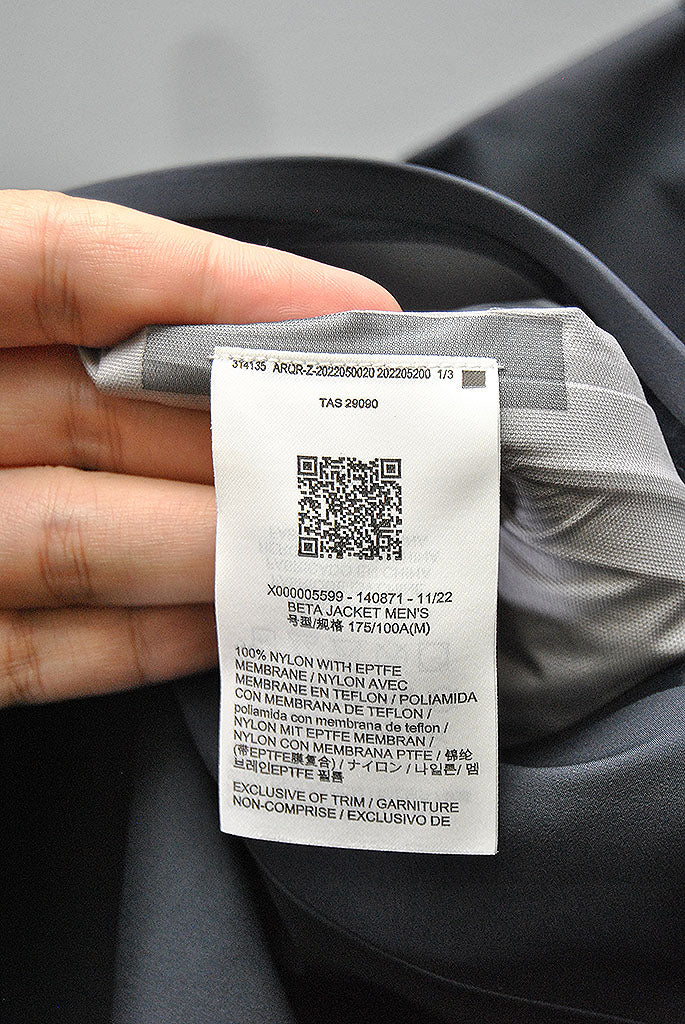 314135 ARQR-Z-2022050020 202205200 1/3
TAS 29090
X000005599 - 140871 - 11/22
BETA JACKET MEN'S
号型/规格 175/100A(M)
100% NYLON WITH EPTFE
MEMBRANE / NYLON AVEC
MEMBRANE EN TEFLON / POLIAMIDA
CON MEMBRANA DE TEFLON /
poliamida con membrana de teflon /
NYLON MIT EPTFE MEMBRAN /
NYLON CON MEMBRANA PTFE / 锦纶
(带EPTFE膜复合) / ナイロン / 나일론/ 멤
브레인EPTFE 필름
EXCLUSIVE OF TRIM / GARNITURE
NON-COMPRISE / EXCLUSIVO DE